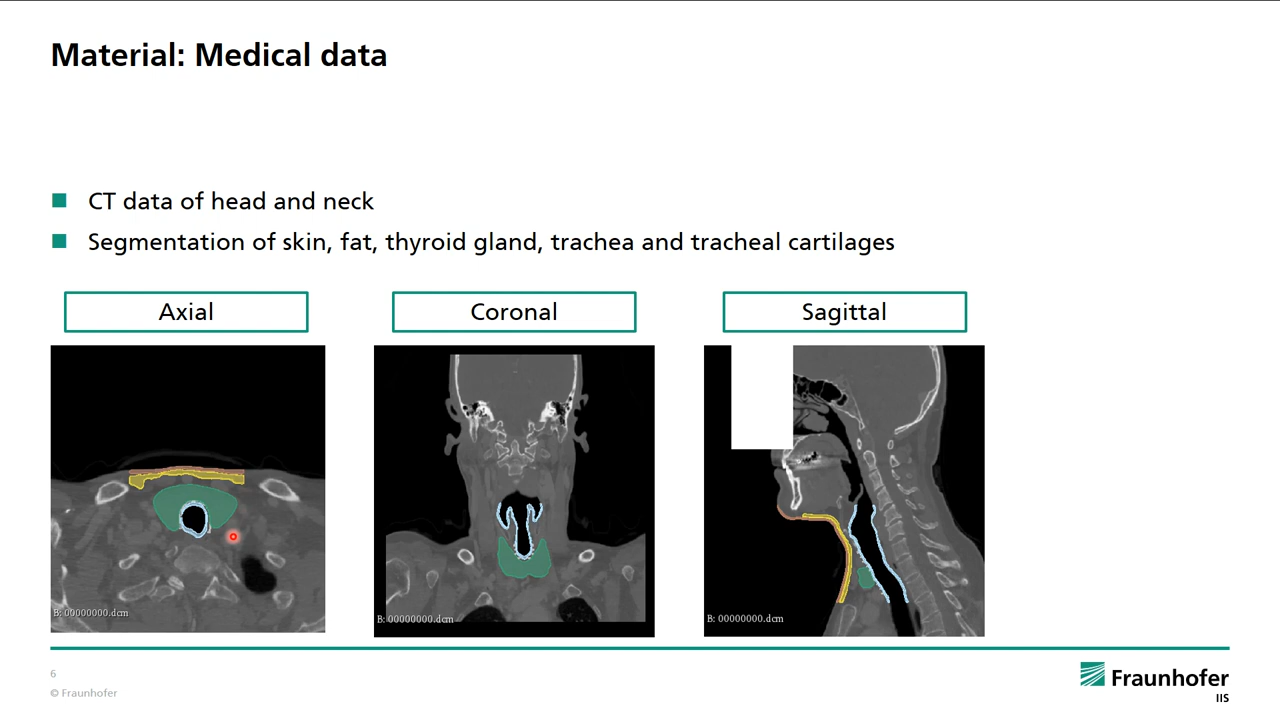 Material: Medical data
CT data of head and neck
Segmentation of skin, fat, thyroid gland, trachea and tracheal cartilages
Axial
Coronal
Sagittal
B: 00000000.dcm
B: 00000000.dcm
B: 00000000.dcm
6
© Fraunhofer
Fraunhofer
IIS